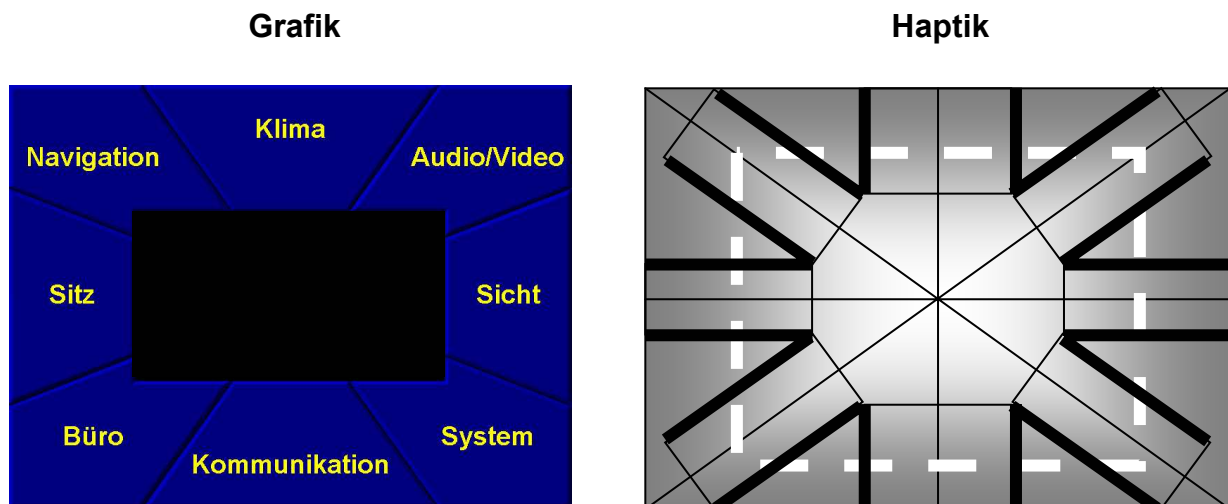 Grafik
Haptik
Klima
Navigation
Audio/Video
Sitz
Sicht
Büro
System
Kommunikation